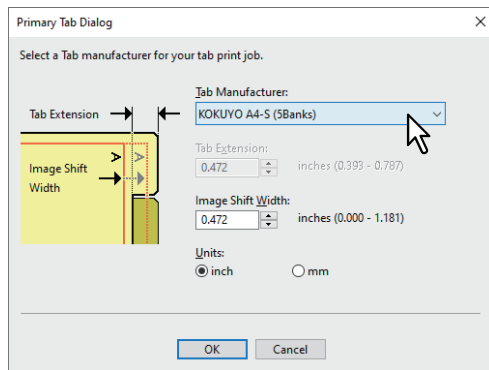 Primary Tab Dialog
Select a Tab manufacturer for your tab print job.
Tab Manufacturer:
KOKUYO A4-S (5Banks)
Tab Extension
Image Shift
Width
A A
Tab Extension:
0.472 inches (0.393 - 0.787)
Image Shift Width:
0.472 inches (0.000 - 1.181)
Units:
inch mm
OK Cancel